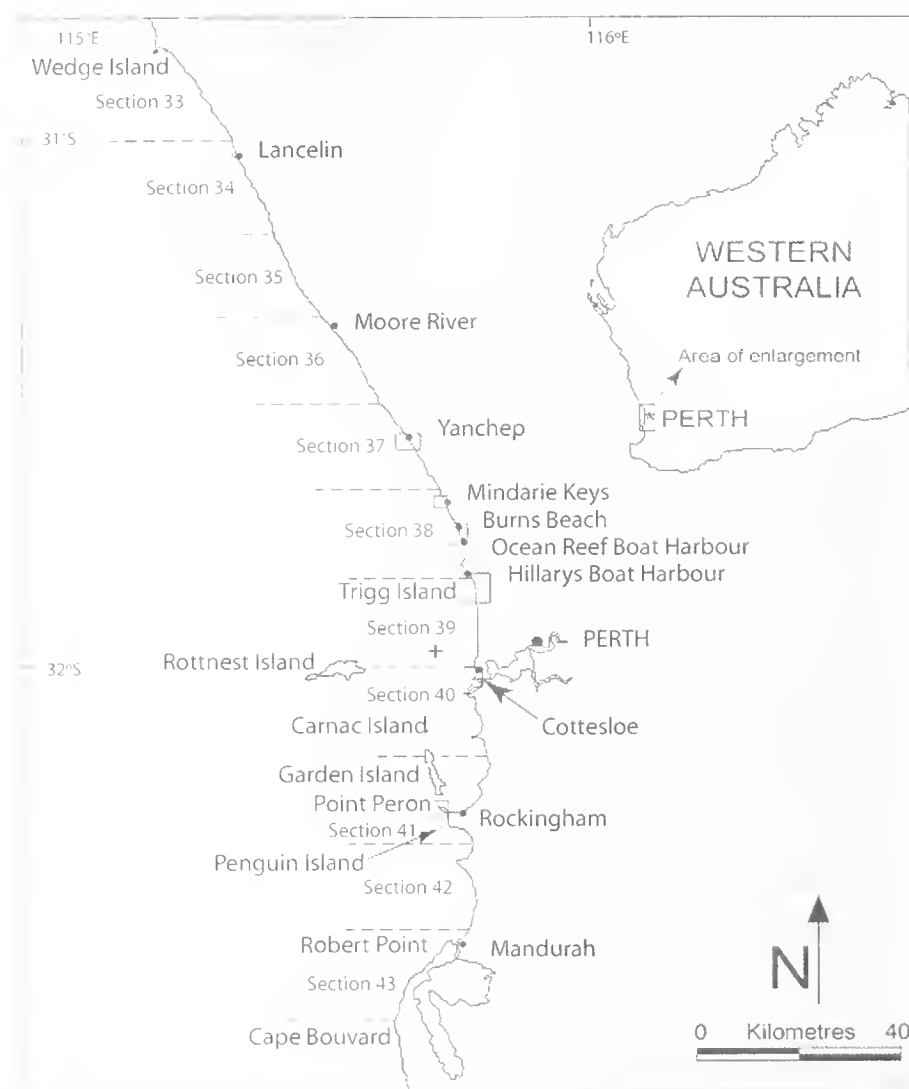 115°E
116°E
Wedge Island
Section 33
31°S
Lancelin
Section 34
WESTERN
AUSTRALIA
Section 35
Moore River
Section 36
Area of enlargement
PERTH
Yanchep
Section 37
Mindarie Keys
Burns Beach
Section 38
Ocean Reef Boat Harbour
Hillarys Boat Harbour
Trigg Island
Section 39
PERTH
32°S
Rottnest Island
Section 40
Cottesloe
Carnac Island
Garden Island
Point Peron
Rockingham
Section 41
Penguin Island
Section 42
Robert Point
Mandurah
Section 43
N
Cape Bouvard
0 Kilometres 40